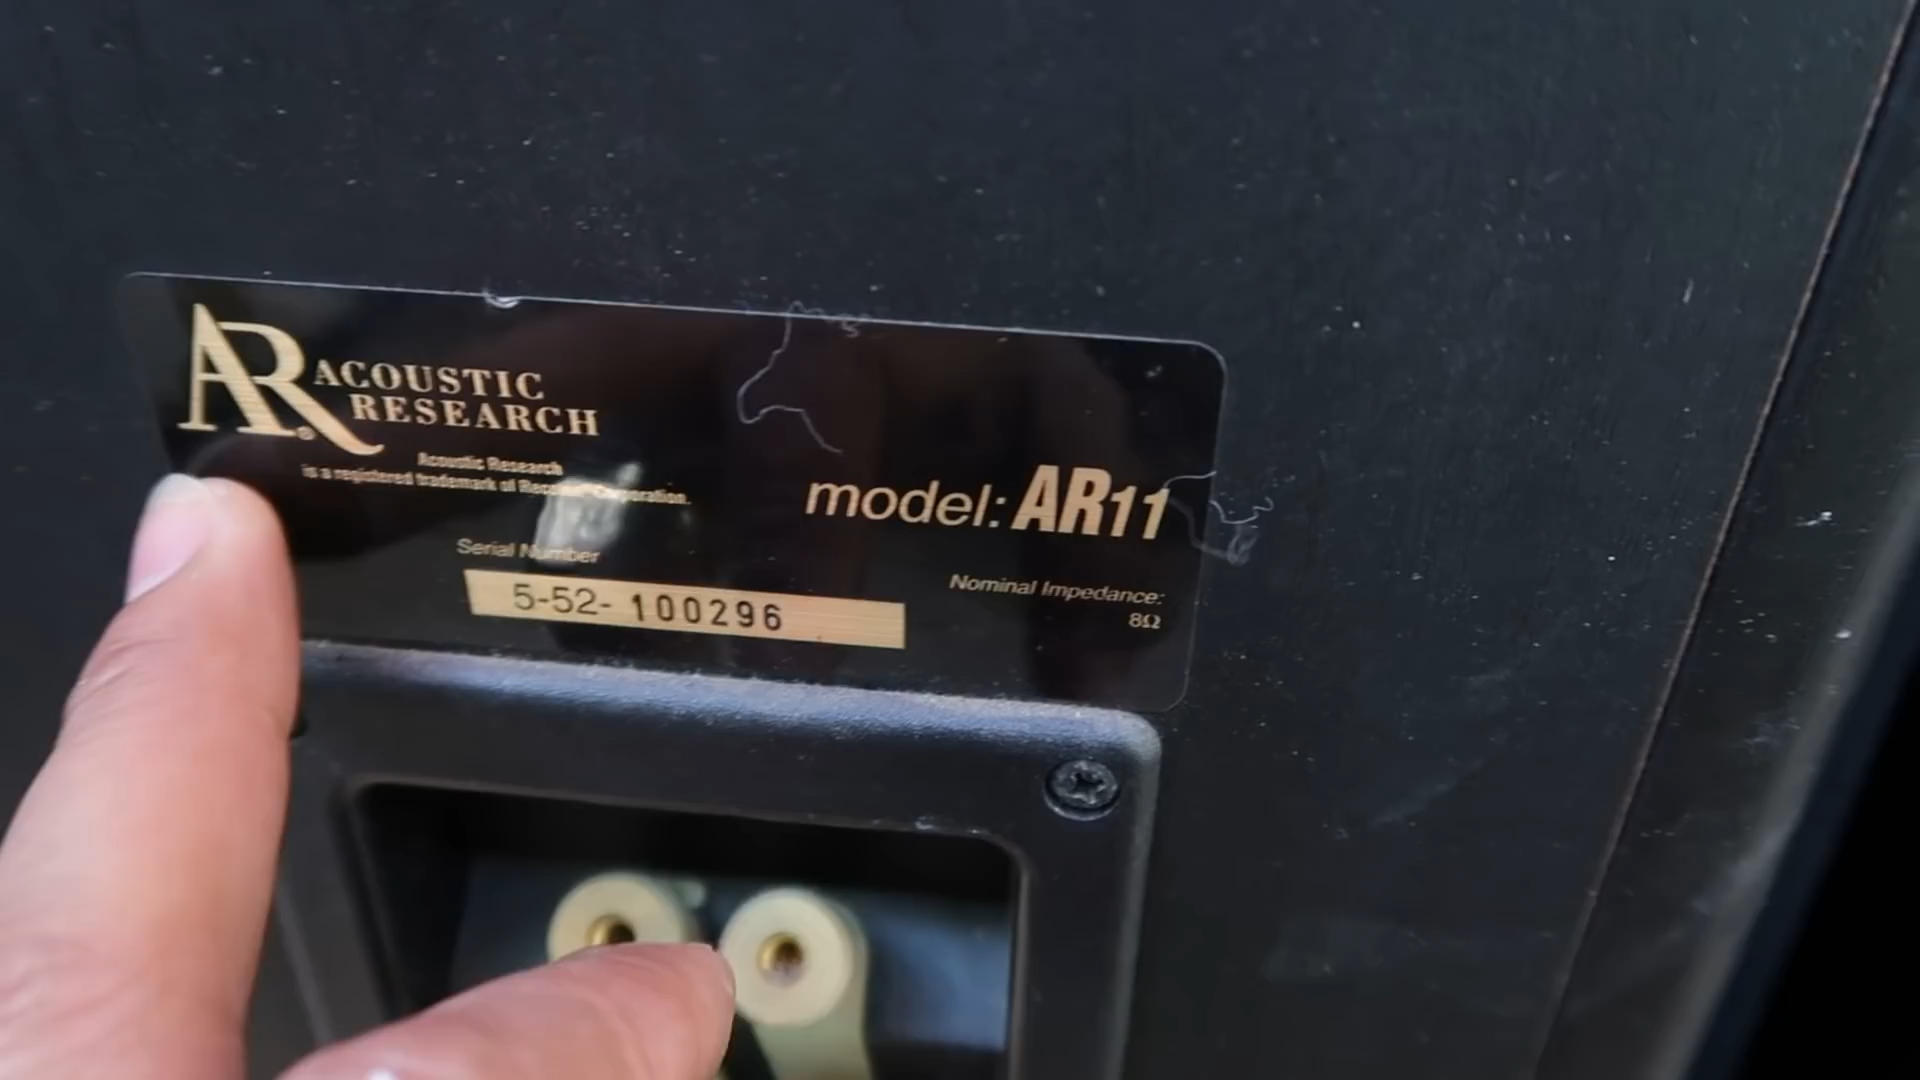 AR ACOUSTIC
RESEARCH
Acoustic Research
is a registered trademark of Recoton Corporation.
model: AR11
Serial Number
5-52- 100296
Nominal Impedance:
8Ω